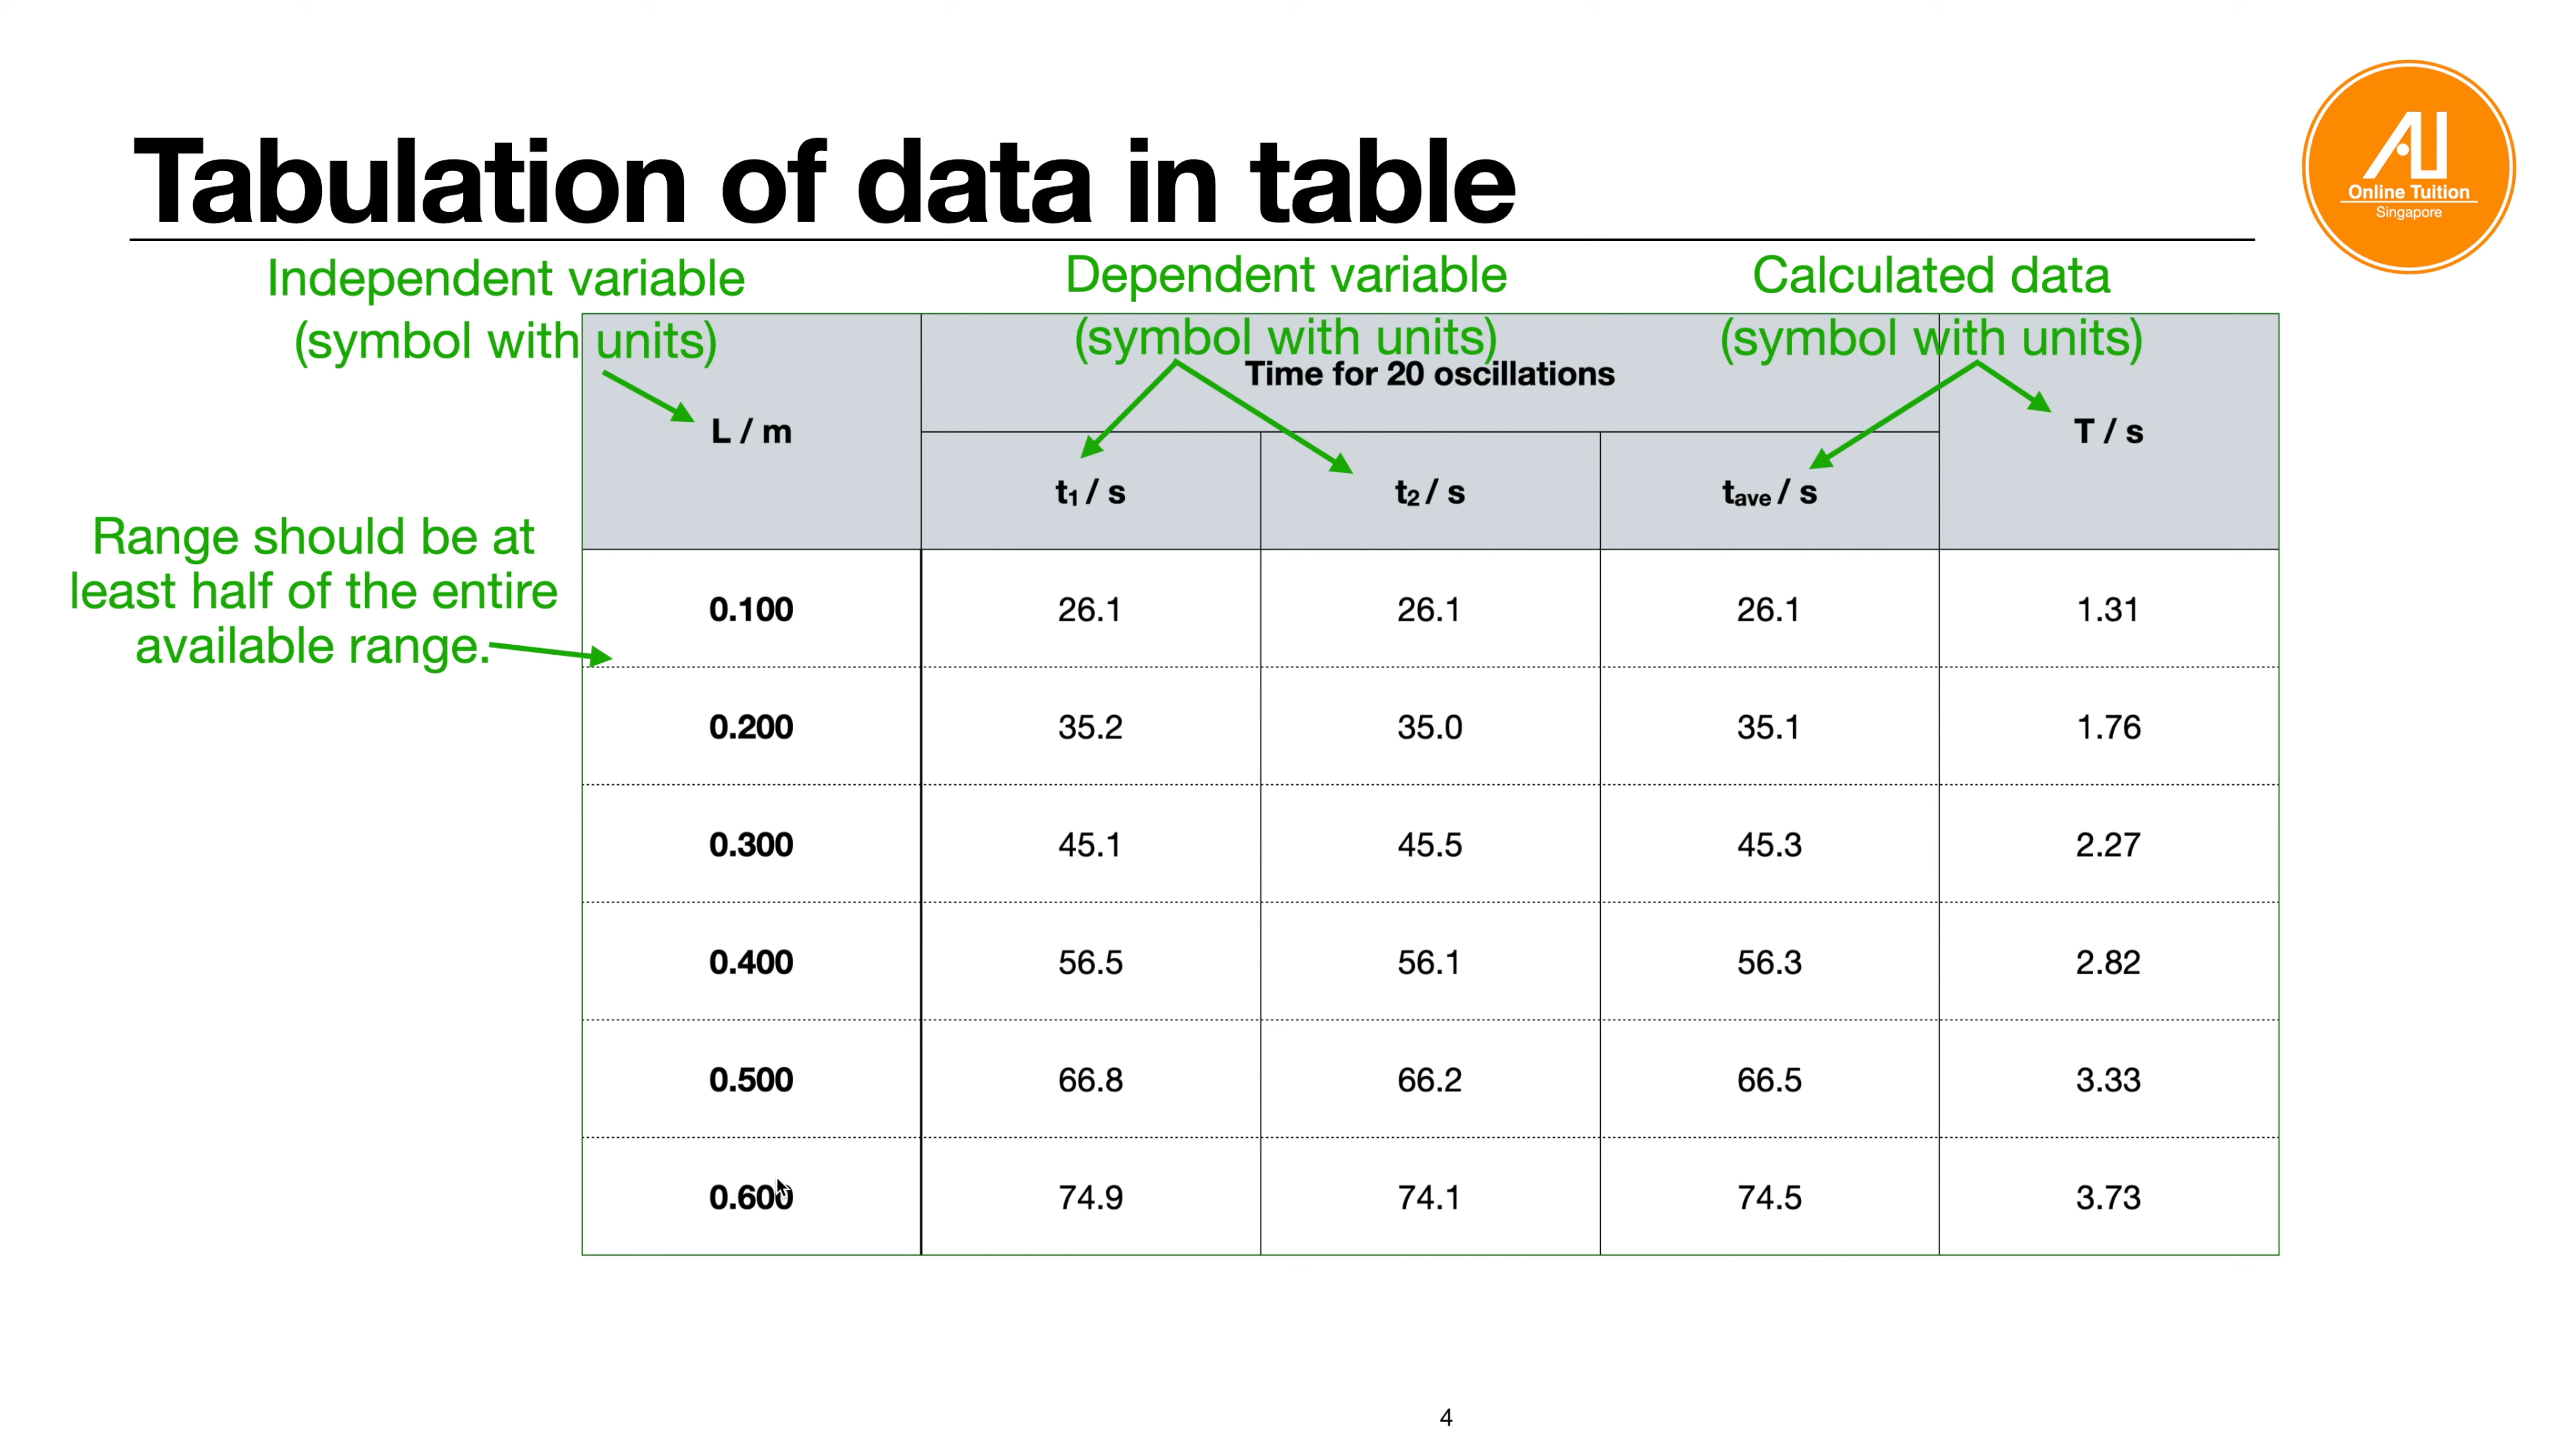 Tabulation of data in table
AU
Online Tuition
Singapore
Independent variable
(symbol with units)
Dependent variable
(symbol with units)
Calculated data
(symbol with units)
Range should be at
least half of the entire
available range.
L / m
Time for 20 oscillations
T / s
t₁ / s
t₂ / s
tₐᵥₑ / s
0.100 26.1 26.1 26.1 1.31
0.200 35.2 35.0 35.1 1.76
0.300 45.1 45.5 45.3 2.27
0.400 56.5 56.1 56.3 2.82
0.500 66.8 66.2 66.5 3.33
0.600 74.9 74.1 74.5 3.73
4